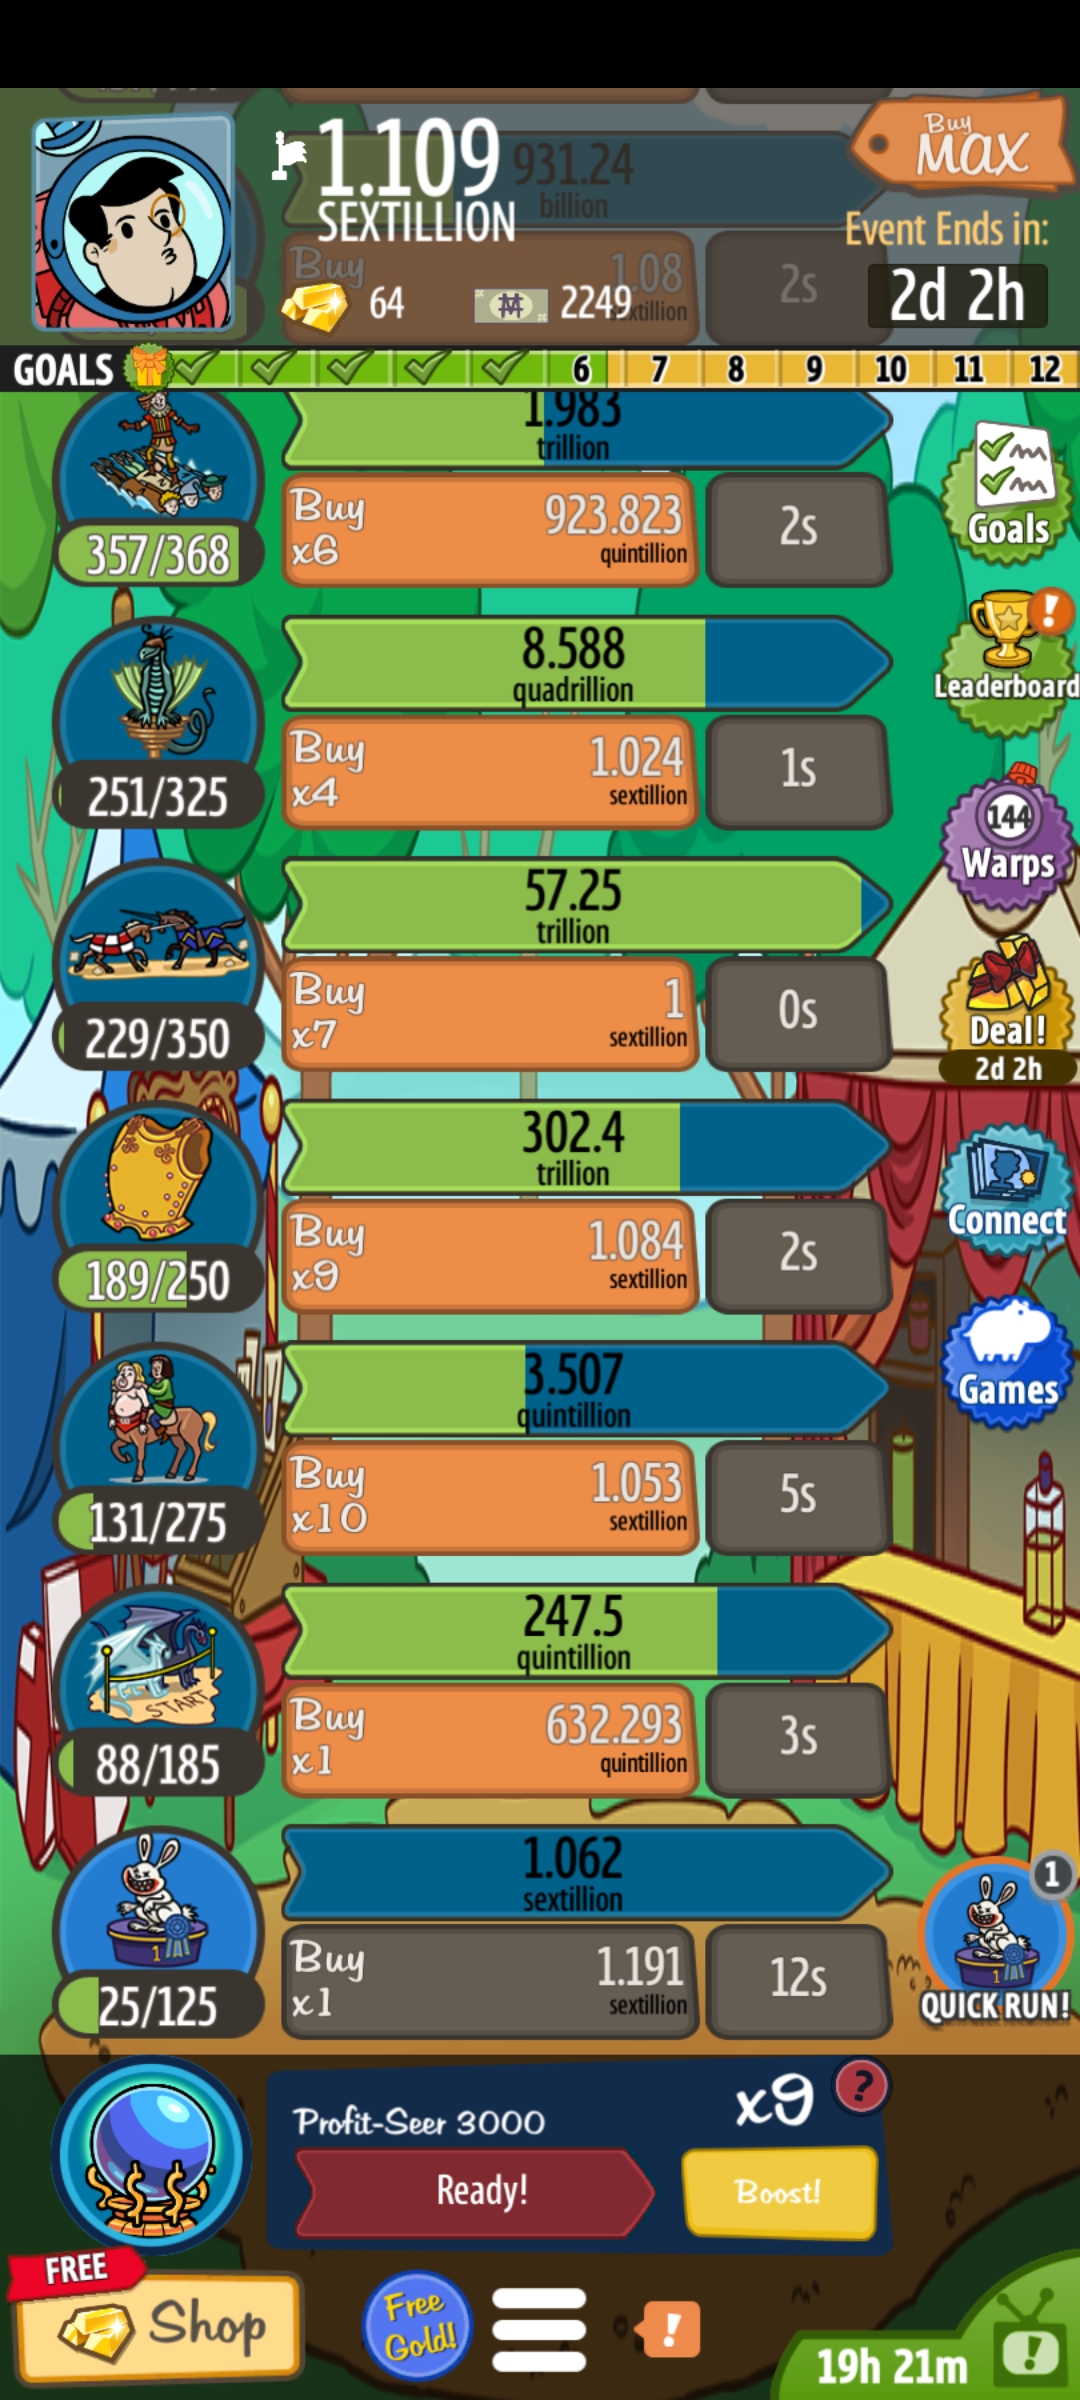 1.109
SEXTILLION
931.24
billion
Buy
MAX
Event Ends in:
2d 2h
Buy
1.08
sextillion
2s
64
2249
GOALS
6
7
8
9
10
11
12
1.983
trillion
Buy
x6
923.823
quintillion
2s
357/368
Goals
8.588
quadrillion
Buy
x4
1.024
sextillion
1s
251/325
Leaderboard
!
144
Warps
57.25
trillion
Buy
x7
1
sextillion
0s
229/350
Deal!
2d 2h
302.4
trillion
Buy
x9
1.084
sextillion
2s
189/250
Connect
3.507
quintillion
Buy
x10
1.053
sextillion
5s
131/275
Games
247.5
quintillion
START
Buy
x1
632.293
quintillion
3s
88/185
1.062
sextillion
1
Buy
x1
1.191
sextillion
12s
25/125
1
1
QUICK RUN!
Profit-Seer 3000
x9
?
Ready!
Boost!
FREE
Shop
Free
Gold!
!
19h 21m
!